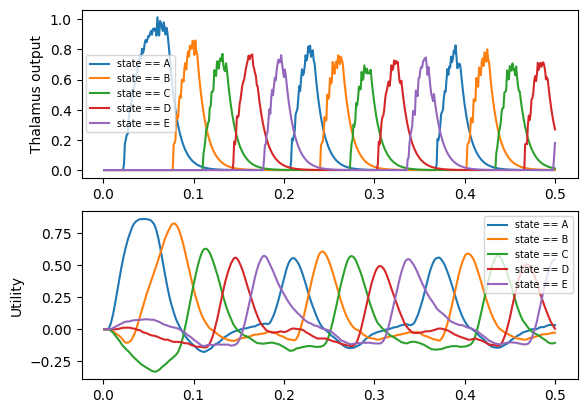 1.0
0.8
0.6
0.4
0.2
0.0
Thalamus output
state == A
state == B
state == C
state == D
state == E
0.0 0.1 0.2 0.3 0.4 0.5
0.75
0.50
0.25
0.00
−0.25
Utility
state == A
state == B
state == C
state == D
state == E
0.0 0.1 0.2 0.3 0.4 0.5